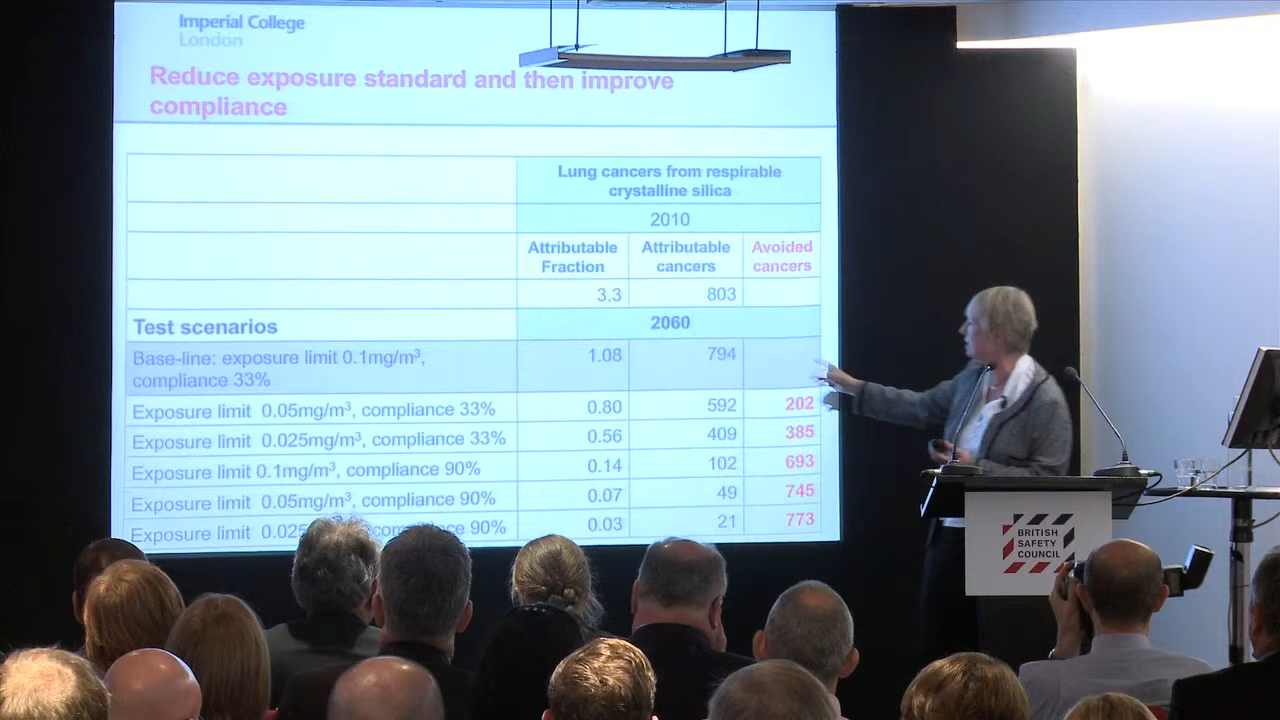 Imperial College
London
Reduce exposure standard and then improve
compliance
Lung cancers from respirable
crystalline silica
2010
Attributable Fraction Attributable cancers Avoided cancers
3.3 803
Test scenarios 2060
Base-line: exposure limit 0.1mg/m³, 1.08 794
compliance 33%
Exposure limit 0.05mg/m³, compliance 33% 0.80 592 202
Exposure limit 0.025mg/m³, compliance 33% 0.56 409 385
Exposure limit 0.1mg/m³, compliance 90% 0.14 102 693
Exposure limit 0.05mg/m³, compliance 90% 0.07 49 745
Exposure limit 90% 0.03 21 773
BRITISH
SAFETY
COUNCIL